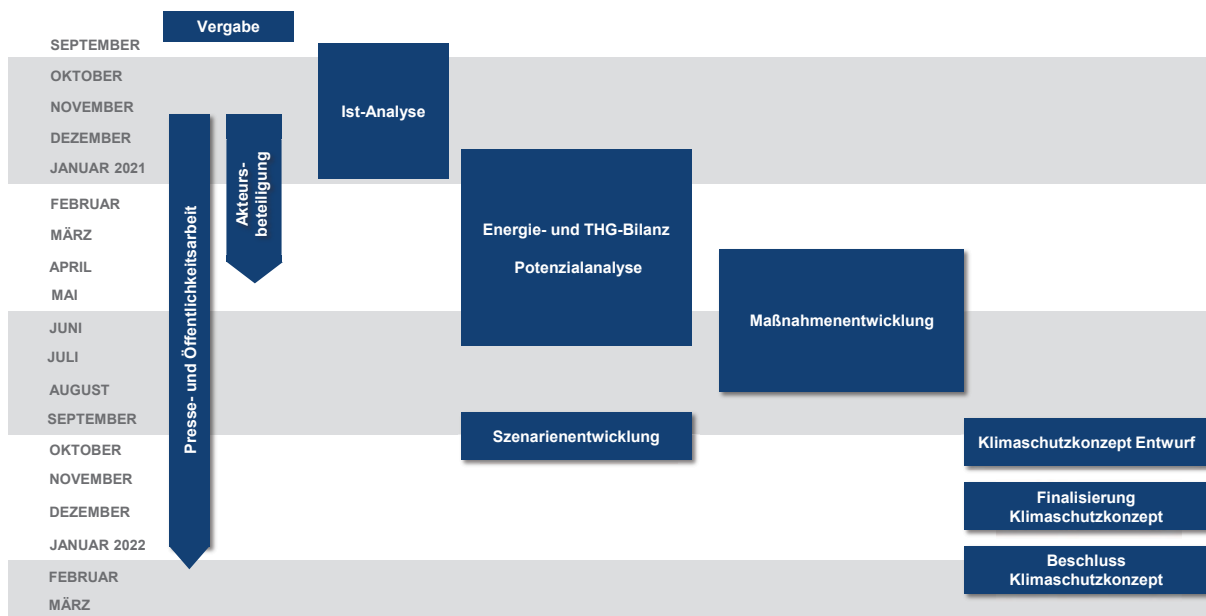 SEPTEMBER
OKTOBER
NOVEMBER
DEZEMBER
JANUAR 2021
FEBRUAR
MÄRZ
APRIL
MAI
JUNI
JULI
AUGUST
SEPTEMBER
OKTOBER
NOVEMBER
DEZEMBER
JANUAR 2022
FEBRUAR
MÄRZ
Vergabe
Presse- und Öffentlichkeitsarbeit
Akteurs-
beteiligung
Ist-Analyse
Energie- und THG-Bilanz
Potenzialanalyse
Szenarienentwicklung
Maßnahmenentwicklung
Klimaschutzkonzept Entwurf
Finalisierung
Klimaschutzkonzept
Beschluss
Klimaschutzkonzept